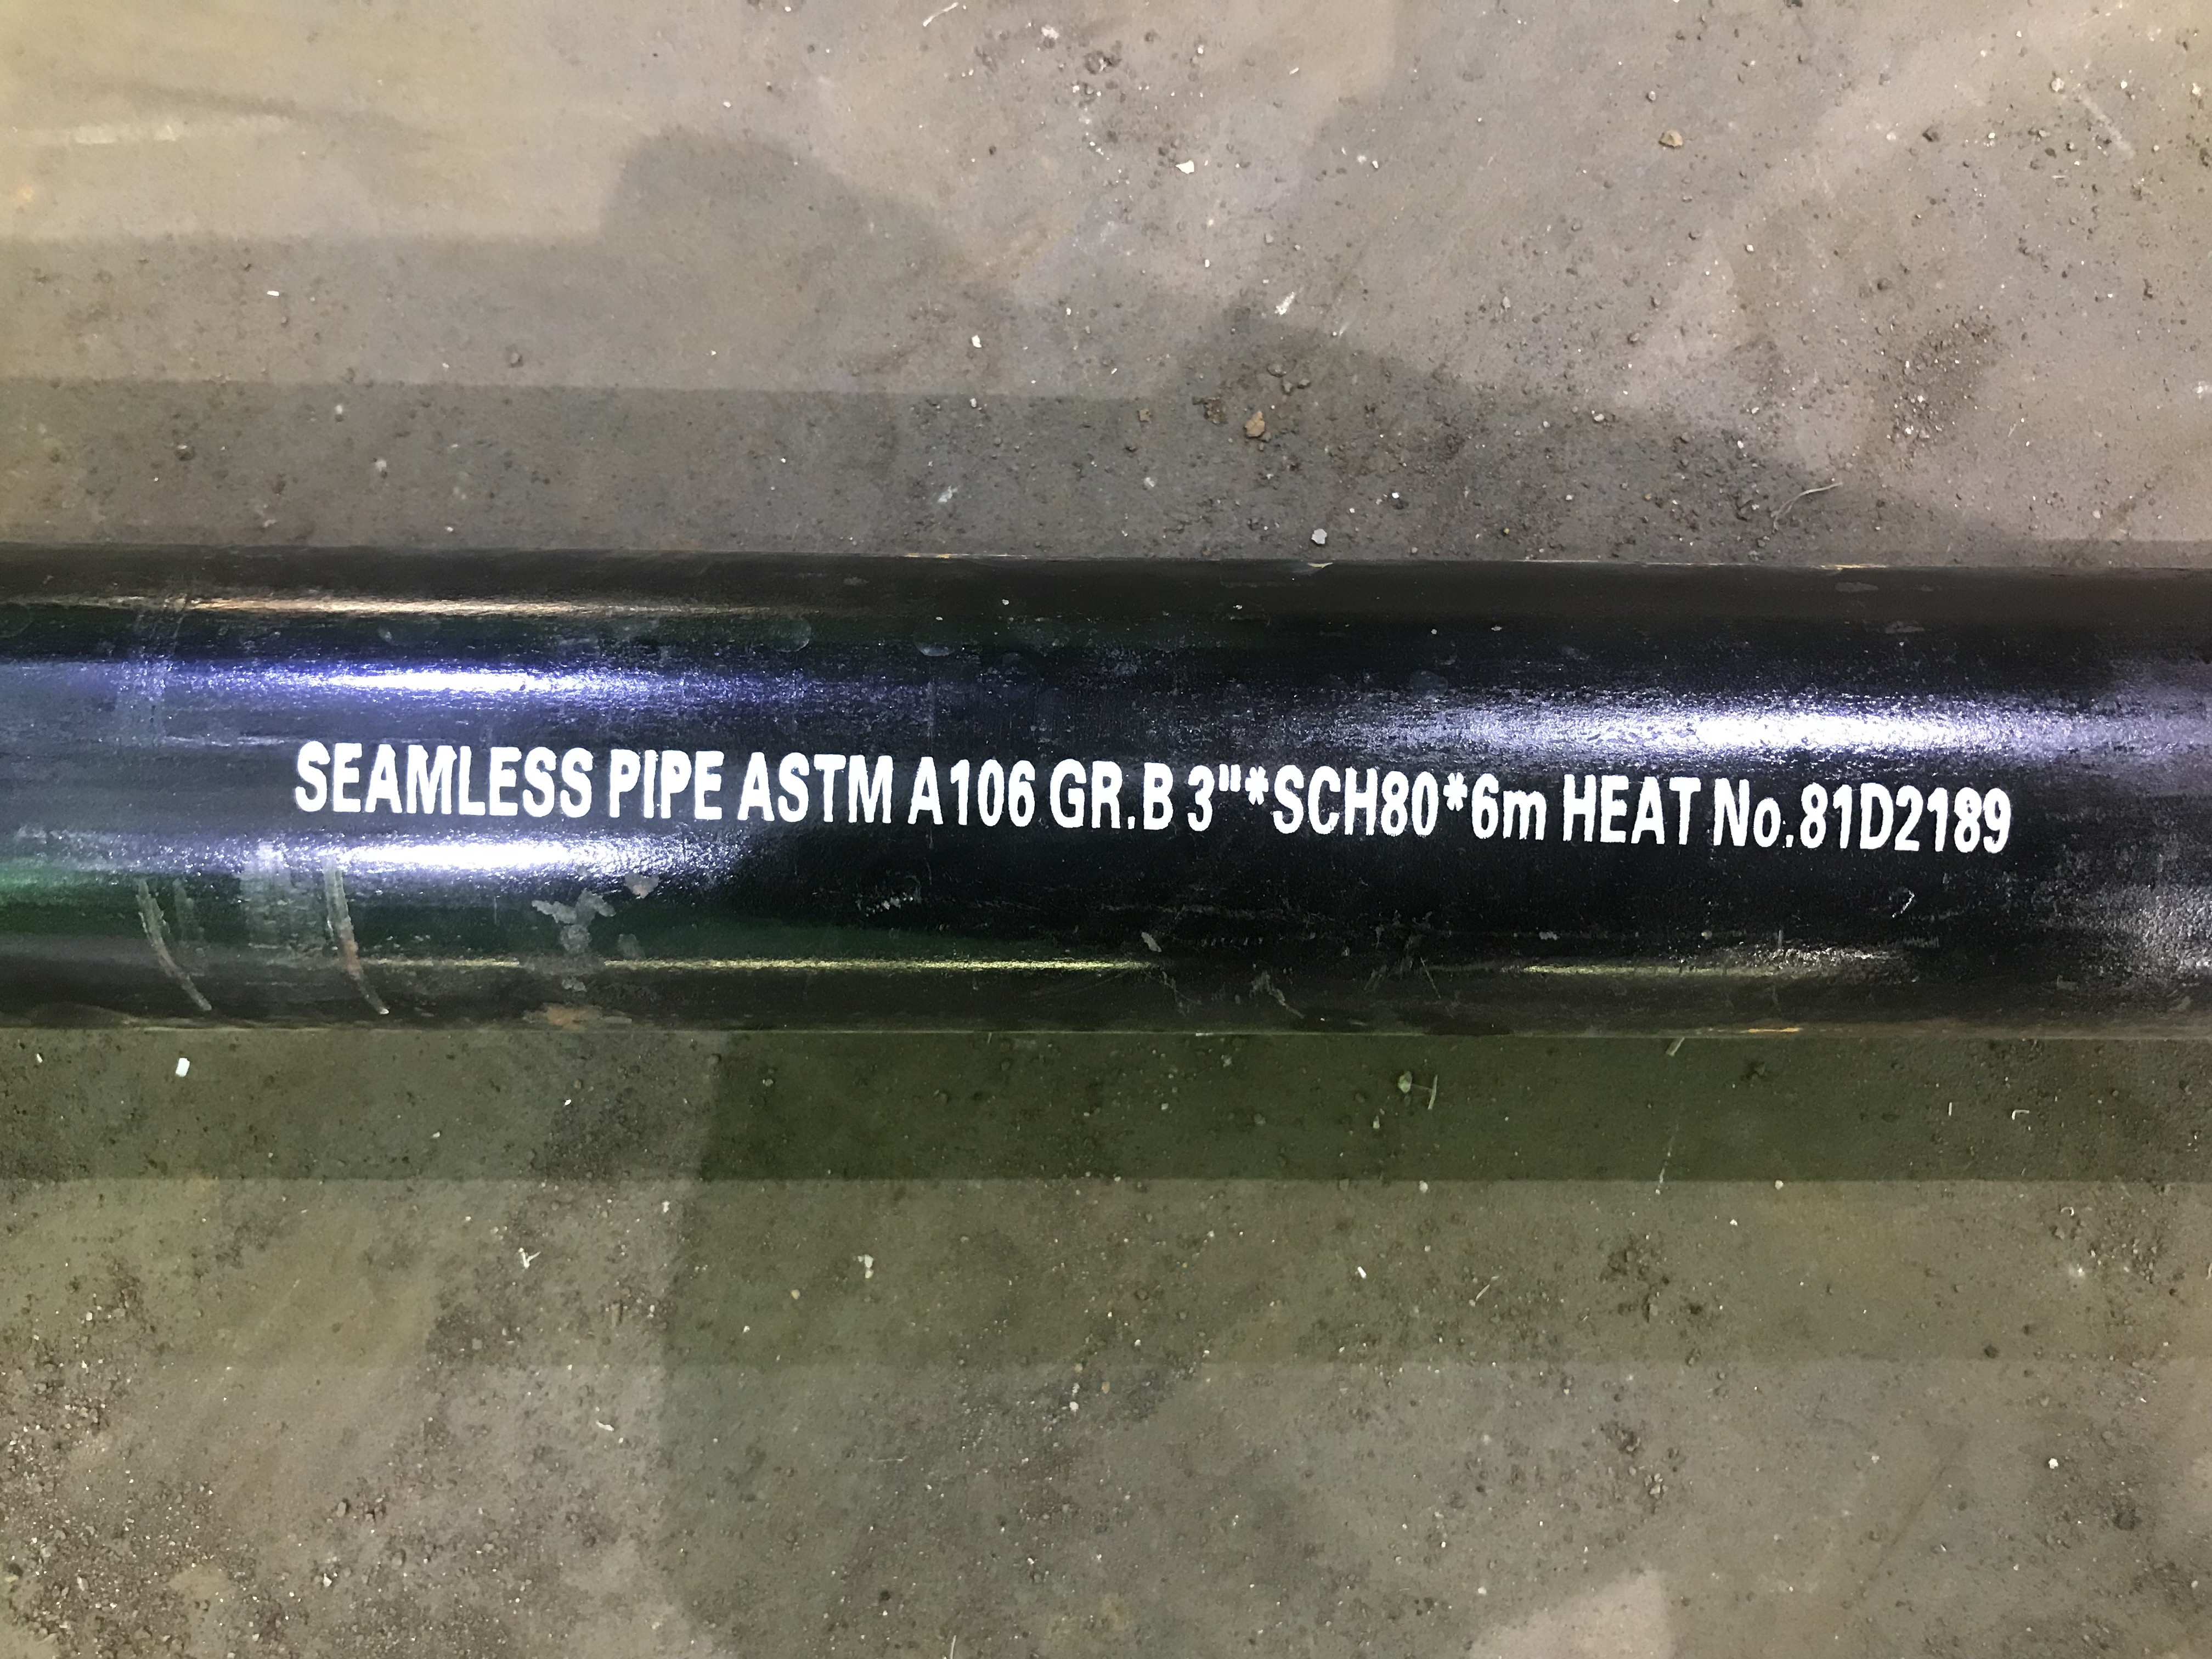 SEAMLESS PIPE ASTM A106 GR.B 3"*SCH80*6m HEAT No.81D2189